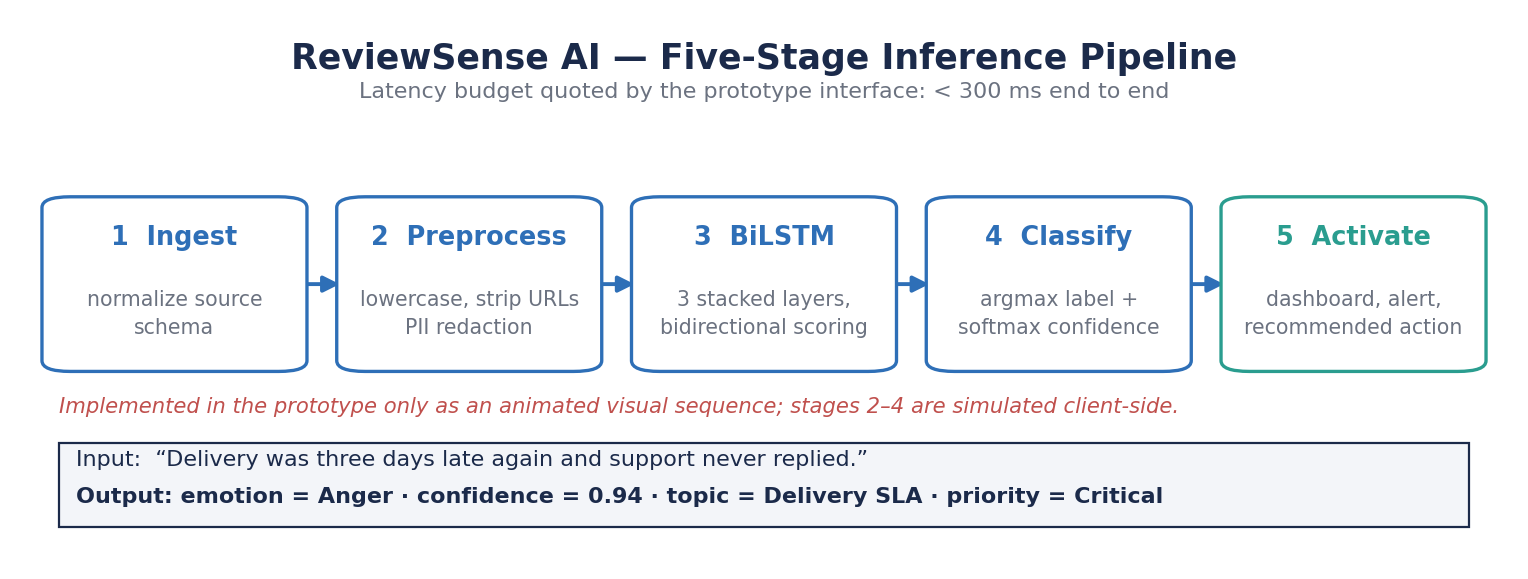 ReviewSense AI — Five-Stage Inference Pipeline
Latency budget quoted by the prototype interface: < 300 ms end to end
1 Ingest
normalize source
schema
2 Preprocess
lowercase, strip URLs
PII redaction
3 BiLSTM
3 stacked layers,
bidirectional scoring
4 Classify
argmax label +
softmax confidence
5 Activate
dashboard, alert,
recommended action
Implemented in the prototype only as an animated visual sequence; stages 2–4 are simulated client-side.
Input: “Delivery was three days late again and support never replied.”
Output: emotion = Anger · confidence = 0.94 · topic = Delivery SLA · priority = Critical